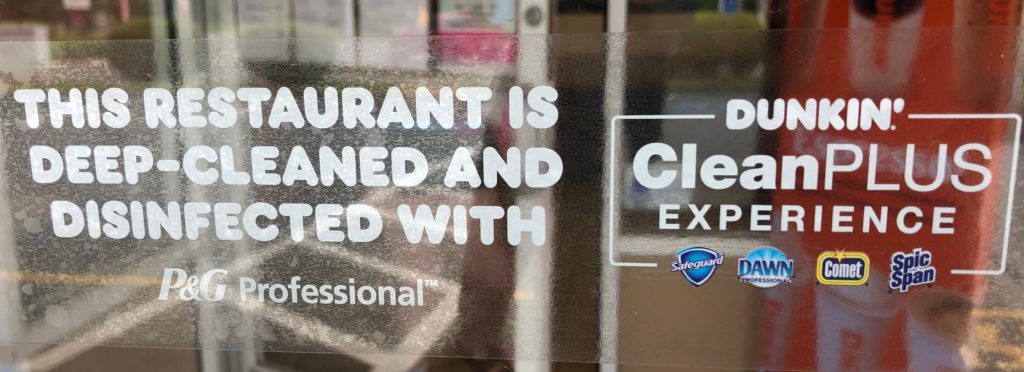 THIS RESTAURANT IS
DEEP-CLEANED AND
DISINFECTED WITH
P&G Professional™
DUNKIN'
CleanPLUS
EXPERIENCE
Safeguard
DAWN
PROFESSIONAL
Comet
Spic
Span